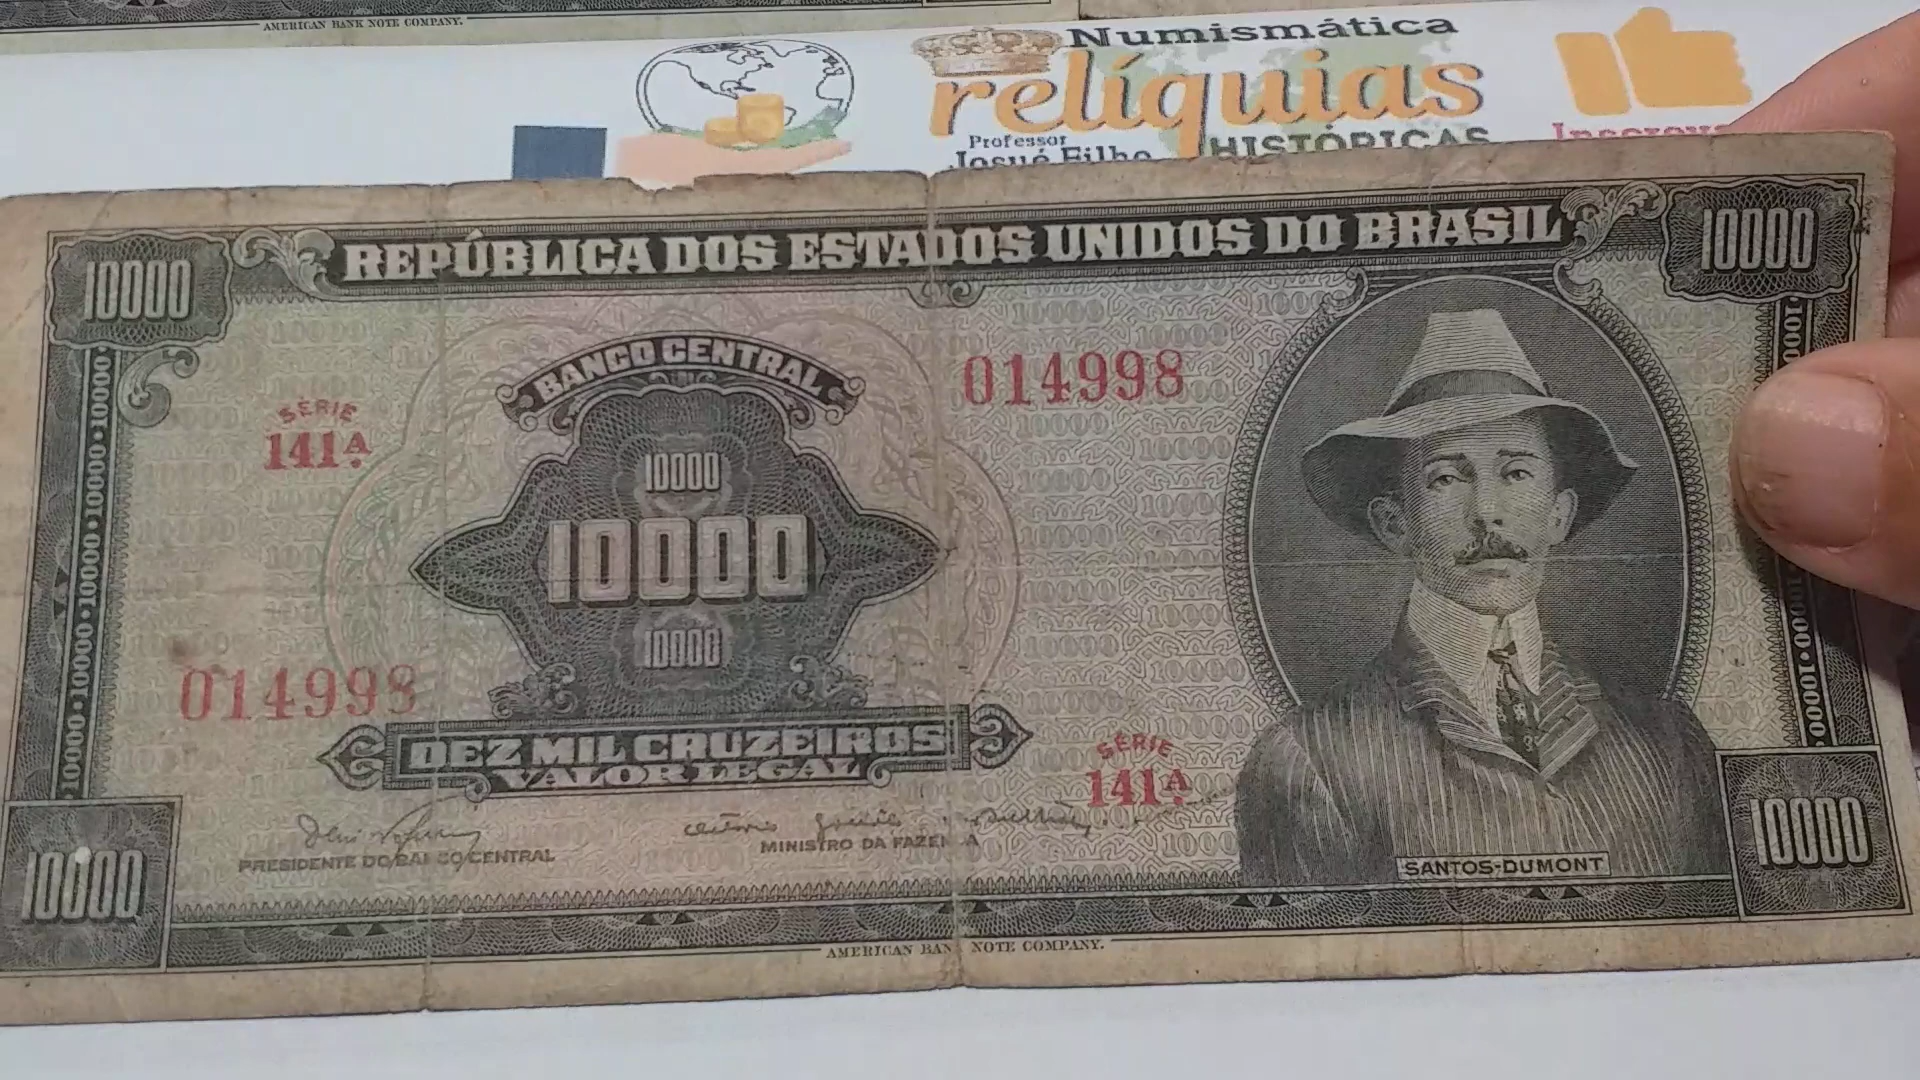 AMERICAN BANK NOTE COMPANY.
Numismática
relíquias
HISTÓRICAS
Professor
Josué Filho
REPÚBLICA DOS ESTADOS UNIDOS DO BRASIL
10000
10000
BANCO CENTRAL
014998
SÉRIE
141A.
10000
10000
10000
014998
DEZ MIL CRUZEIROS
VALOR LEGAL
SÉRIE
141A.
PRESIDENTE DO BANCO CENTRAL
MINISTRO DA FAZENDA
SANTOS-DUMONT
10000
10000
AMERICAN BANK NOTE COMPANY.